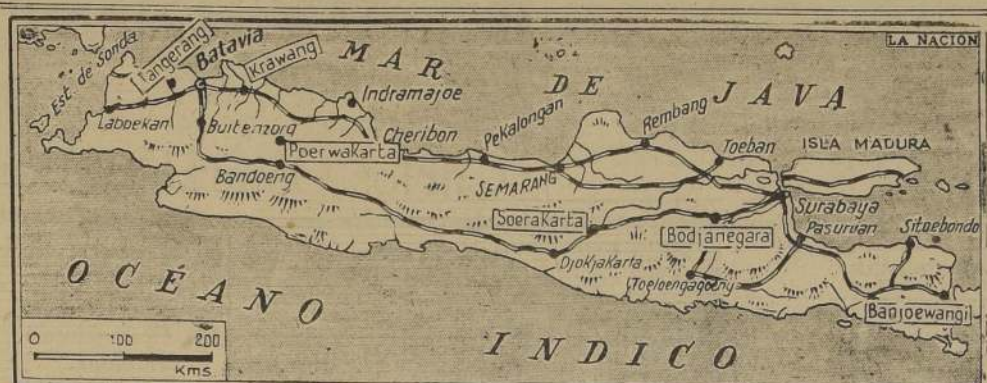 LA NACION
Est. de Sonda
Tangerang
Batavia
Krawang
MAR
DE
JAVA
Indramajoe
Laboekan
Buitenzorg
Poerwakarta
Cheribon
Pekalongan
Rembang
Toeban
ISLA MADURA
Bandoeng
SEMARANG
Soerakarta
Bodjanegara
Surabaya
Pasuruan
Sitoebondo
Djokjakarta
Toeloengagoeng
Banjoewangi
OCÉANO
INDICO
0 100 200
Kms.